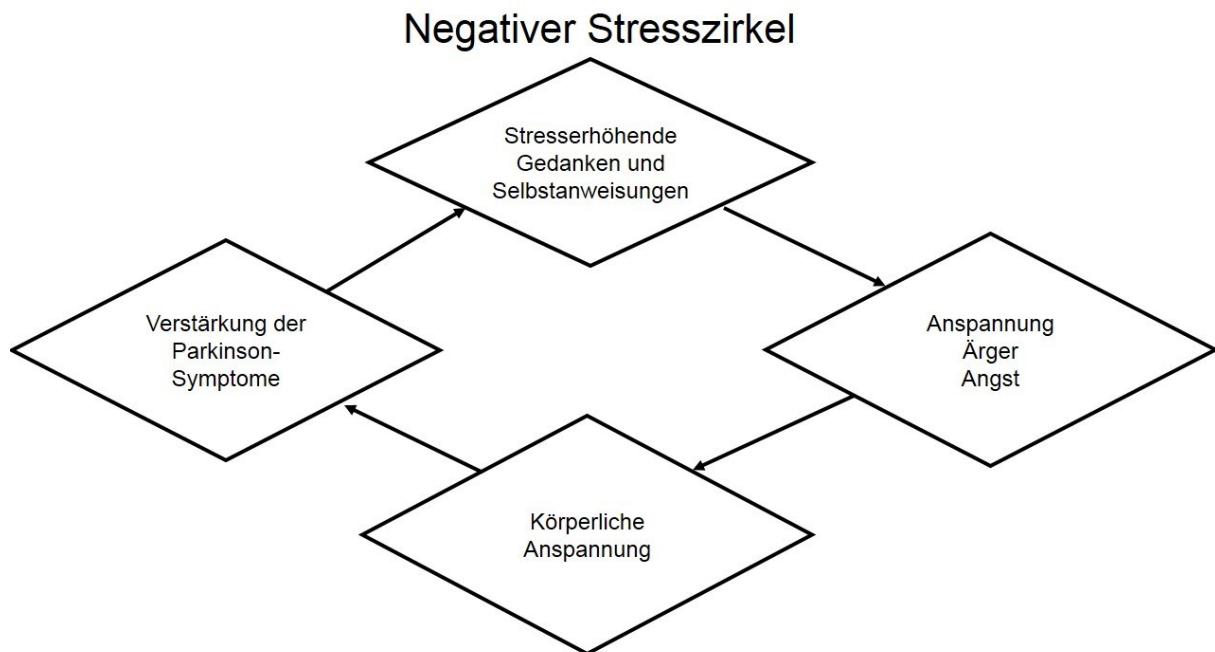 Negativer Stresszirkel
Stresserhöhende
Gedanken und
Selbstanweisungen
Anspannung
Ärger
Angst
Körperliche
Anspannung
Verstärkung der
Parkinson-
Symptome